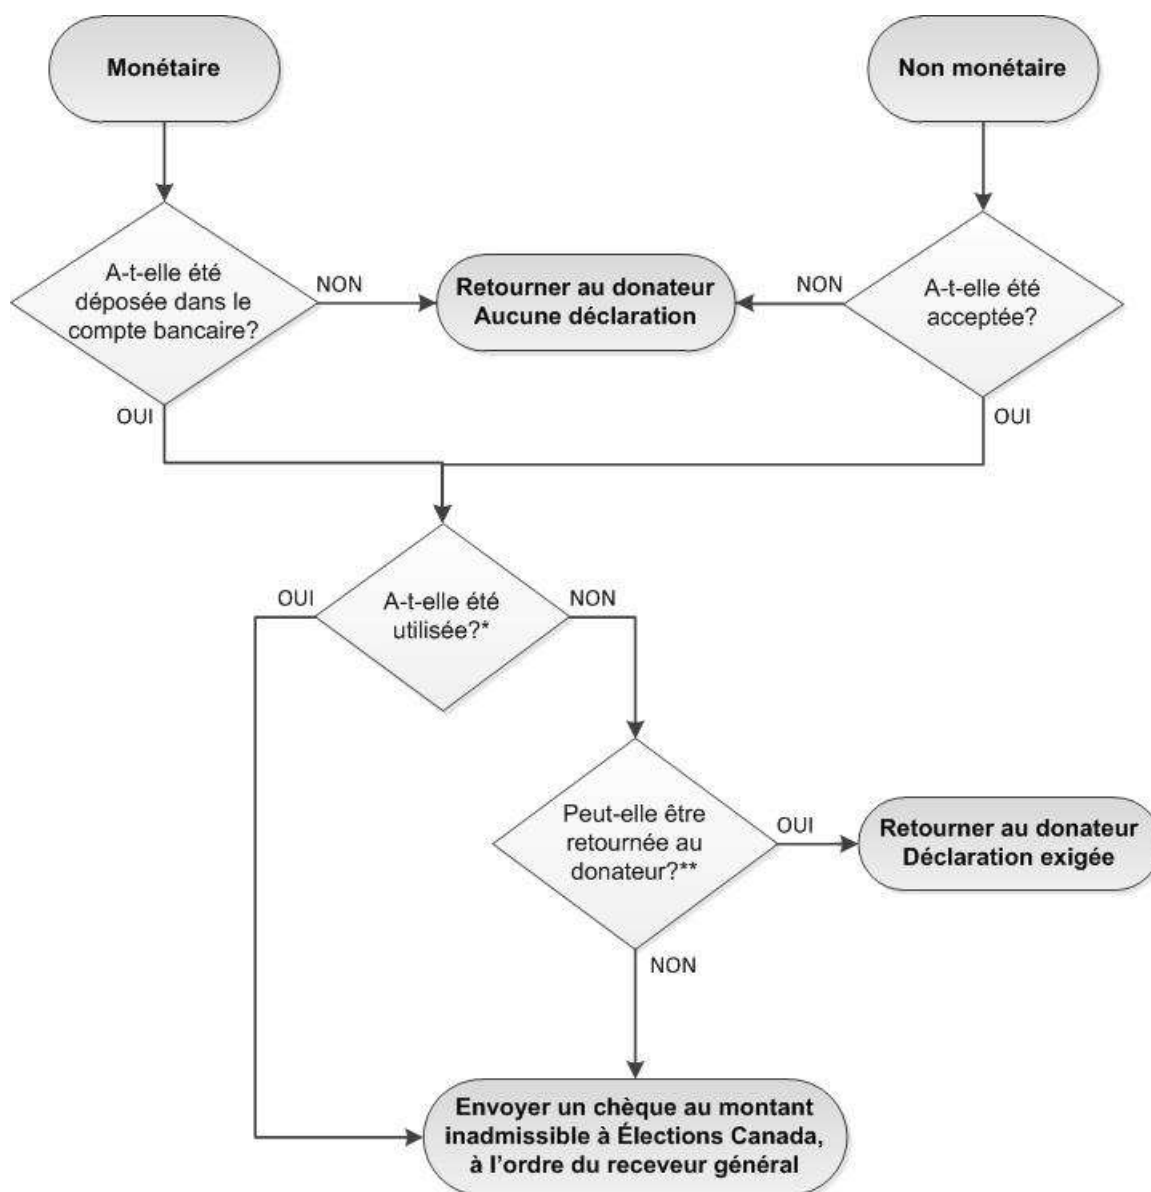 Monétaire
Non monétaire
A-t-elle été
déposée dans le
compte bancaire?
NON
Retourner au donateur
Aucune déclaration
NON
A-t-elle été
acceptée?
OUI
OUI
OUI
A-t-elle été
utilisée?*
NON
Peut-elle être
retournée au
donateur?**
OUI
Retourner au donateur
Déclaration exigée
NON
Envoyer un chèque au montant
inadmissible à Élections Canada,
à l'ordre du receveur général